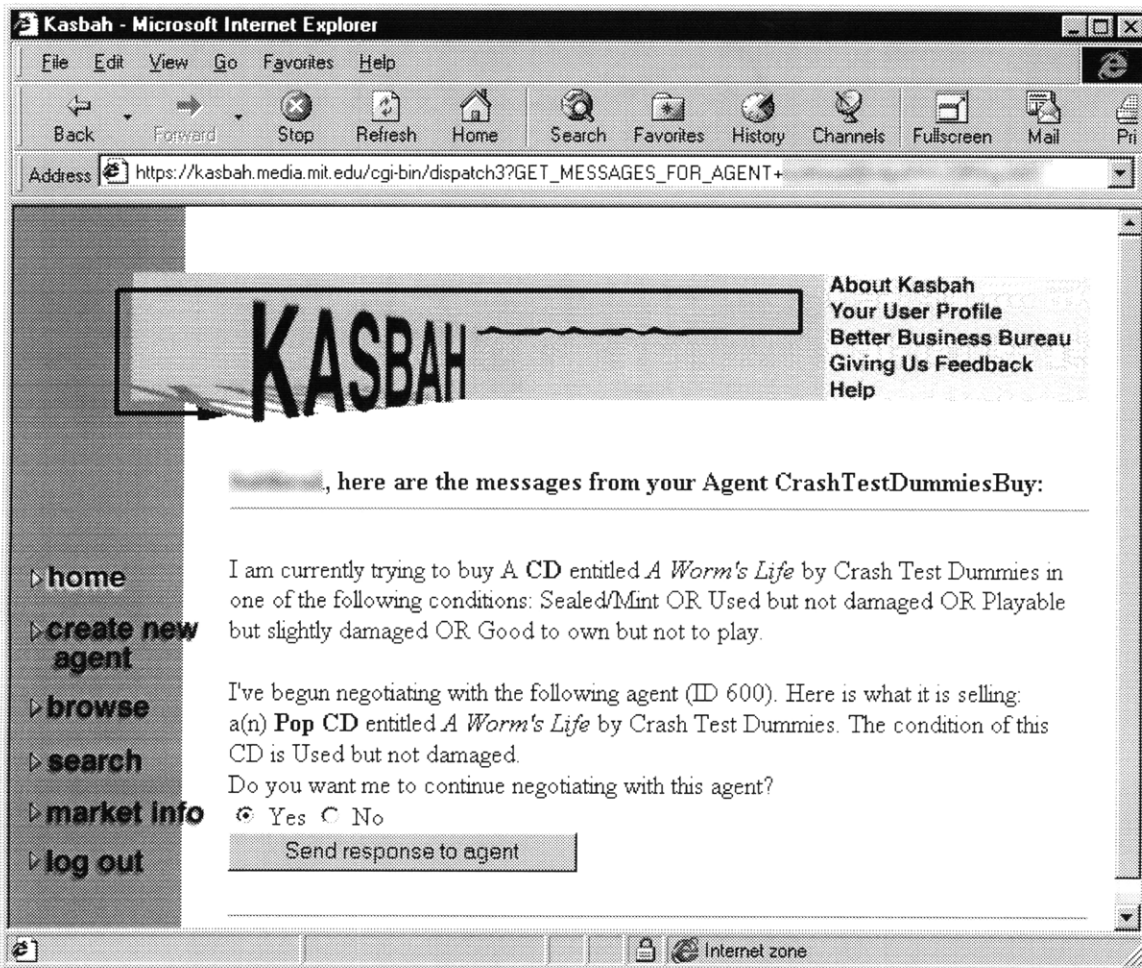 Kasbah - Microsoft Internet Explorer
File Edit View Go Favorites Help
Back Forward Stop Refresh Home Search Favorites History Channels Fullscreen Mail Pri
Address https://kasbah.media.mit.edu/cgi-bin/dispatch3?GET_MESSAGES_FOR_AGENT+
KASBAH
About Kasbah
Your User Profile
Better Business Bureau
Giving Us Feedback
Help
, here are the messages from your Agent CrashTestDummiesBuy:
home
create new
agent
browse
search
market info
log out
I am currently trying to buy A CD entitled A Worm's Life by Crash Test Dummies in
one of the following conditions: Sealed/Mint OR Used but not damaged OR Playable
but slightly damaged OR Good to own but not to play.
I've begun negotiating with the following agent (ID 600). Here is what it is selling:
a(n) Pop CD entitled A Worm's Life by Crash Test Dummies. The condition of this
CD is Used but not damaged.
Do you want me to continue negotiating with this agent?
Yes No
Send response to agent
Internet zone